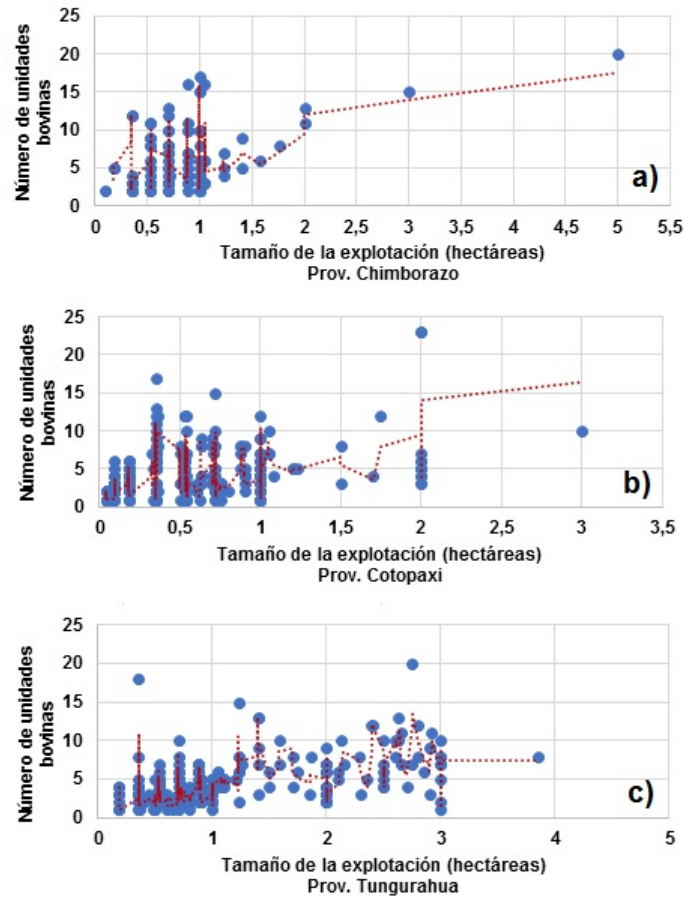 25
20
15
10
5
0
Número de unidades
bovinas
a)
0 0,5 1 1,5 2 2,5 3 3,5 4 4,5 5 5,5
Tamaño de la explotación (hectáreas)
Prov. Chimborazo
25
20
15
10
5
0
Número de unidades
bovinas
b)
0 0,5 1 1,5 2 2,5 3 3,5
Tamaño de la explotación (hectáreas)
Prov. Cotopaxi
25
20
15
10
5
0
Número de unidades
bovinas
c)
0 1 2 3 4 5
Tamaño de la explotación (hectáreas)
Prov. Tungurahua